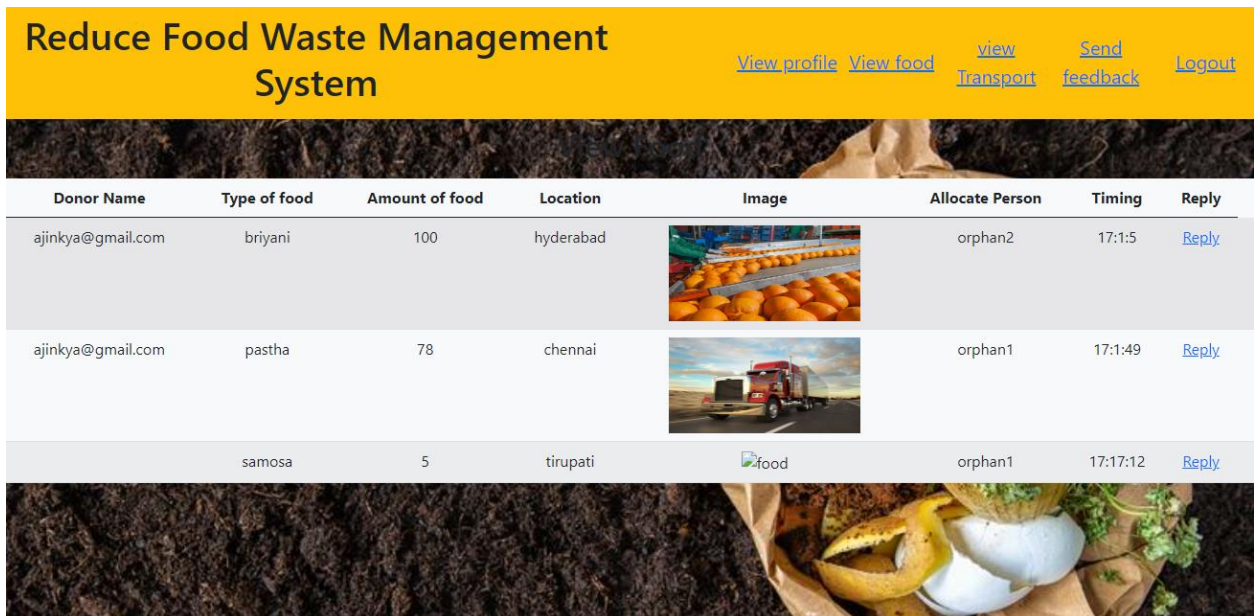 Reduce Food Waste Management
System
View profile View food view Transport Send feedback Logout
View Food
Donor Name Type of food Amount of food Location Image Allocate Person Timing Reply
ajinkya@gmail.com briyani 100 hyderabad orphan2 17:1:5 Reply
ajinkya@gmail.com pastha 78 chennai orphan1 17:1:49 Reply
samosa 5 tirupati food orphan1 17:17:12 Reply